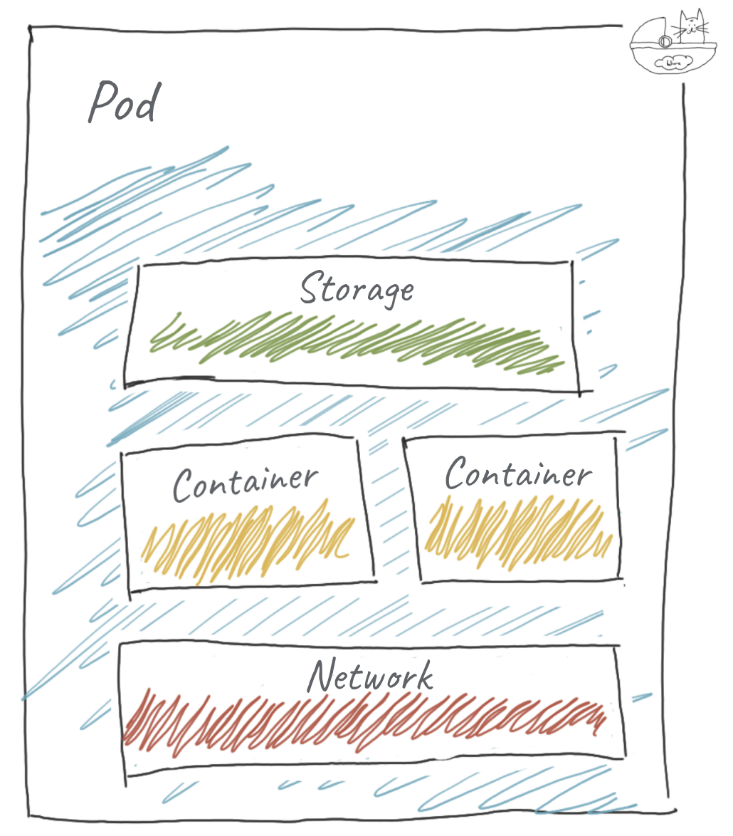 Pod
Storage
Container
Container
Network